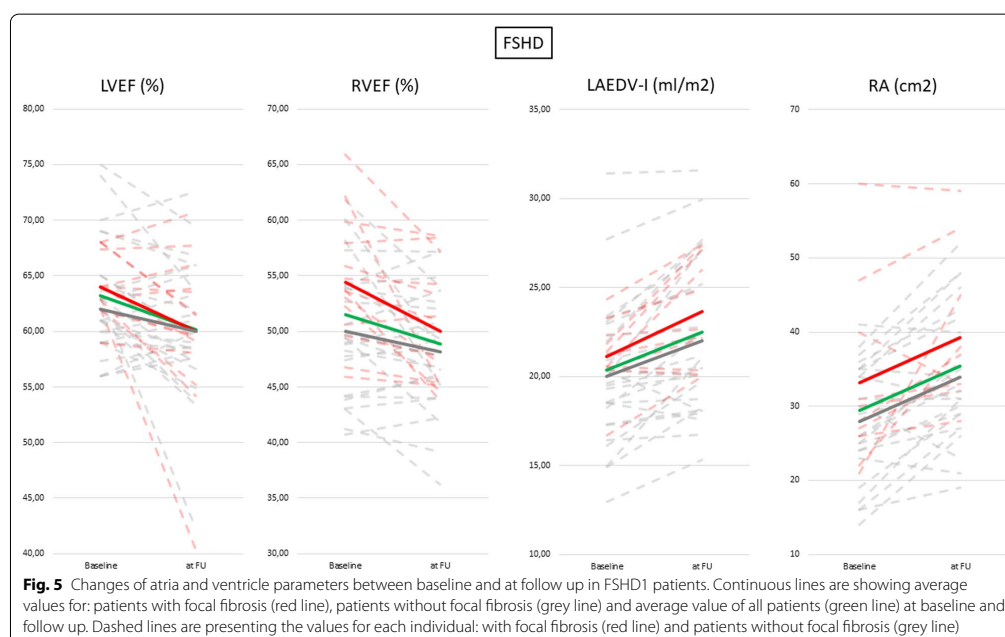 FSHD
LVEF (%)
80,00
75,00
70,00
65,00
60,00
55,00
50,00
45,00
40,00
Baseline at FU
RVEF (%)
70,00
65,00
60,00
55,00
50,00
45,00
40,00
35,00
30,00
Baseline at FU
LAEDV-I (ml/m2)
35,00
30,00
25,00
20,00
15,00
10,00
Baseline at FU
RA (cm2)
70
60
50
40
30
20
10
Baseline at FU
Fig. 5 Changes of atria and ventricle parameters between baseline and at follow up in FSHD1 patients. Continuous lines are showing average
values for: patients with focal fibrosis (red line), patients without focal fibrosis (grey line) and average value of all patients (green line) at baseline and
follow up. Dashed lines are presenting the values for each individual: with focal fibrosis (red line) and patients without focal fibrosis (grey line)